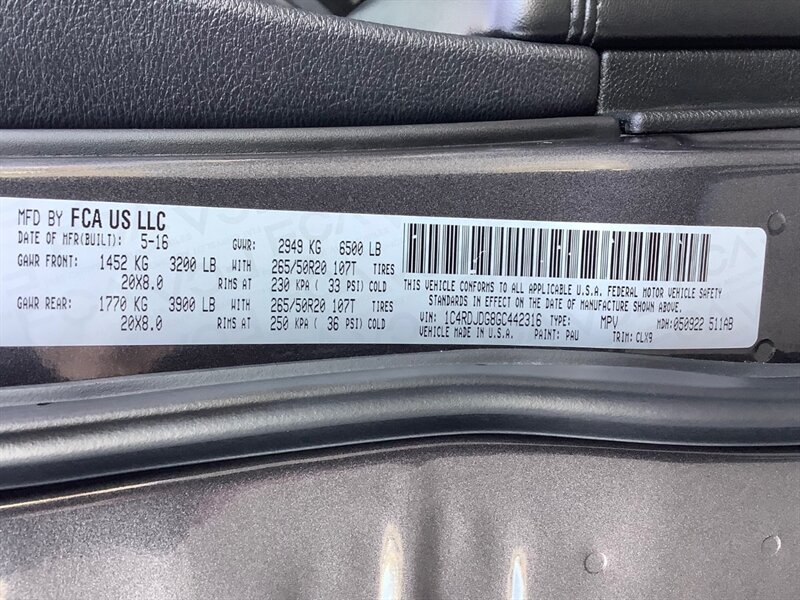 MFD BY FCA US LLC
DATE OF MFR(BUILT): 5-16 GVWR: 2949 KG 6500 LB
GAWR FRONT: 1452 KG 3200 LB WITH 265/50R20 107T TIRES
20X8.0 RIMS AT 230 KPA ( 33 PSI) COLD
GAWR REAR: 1770 KG 3900 LB WITH 265/50R20 107T TIRES
20X8.0 RIMS AT 250 KPA ( 36 PSI) COLD
THIS VEHICLE CONFORMS TO ALL APPLICABLE U.S.A. FEDERAL MOTOR VEHICLE SAFETY
STANDARDS IN EFFECT ON THE DATE OF MANUFACTURE SHOWN ABOVE.
VIN: 1C4RDJDG8GC442316 TYPE: MPV MDH: 050922 511AB
VEHICLE MADE IN U.S.A. PAINT: PAU TRIM: CLX9